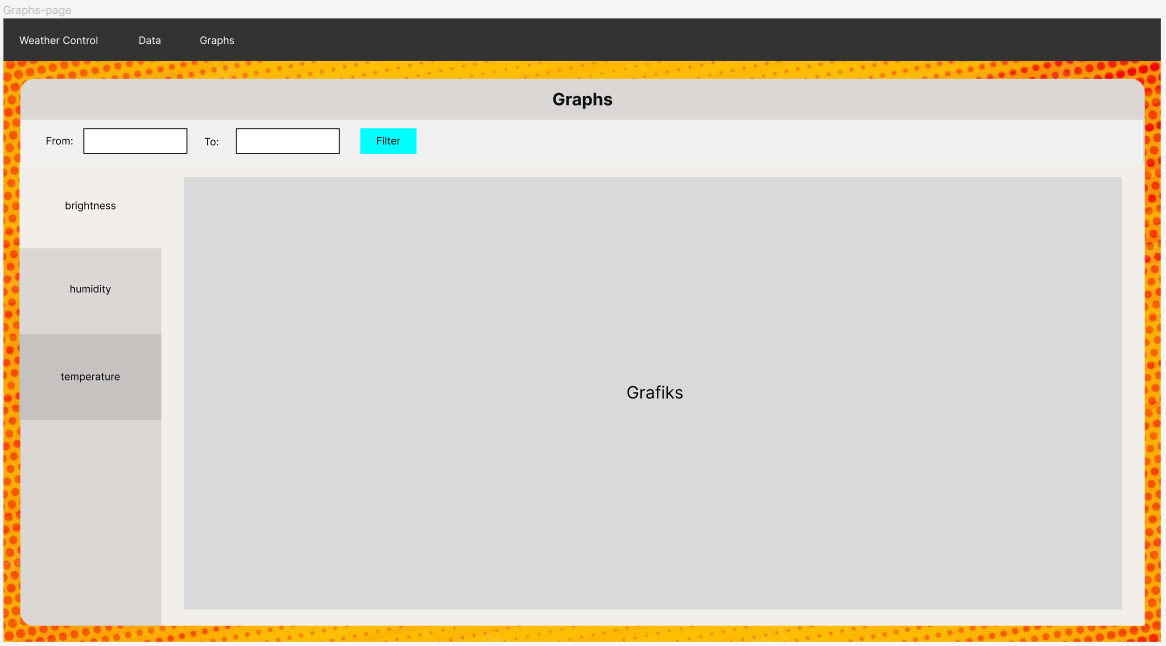 Graphs-page
Weather Control Data Graphs
Graphs
From: To: Filter
brightness
humidity
temperature
Grafiks